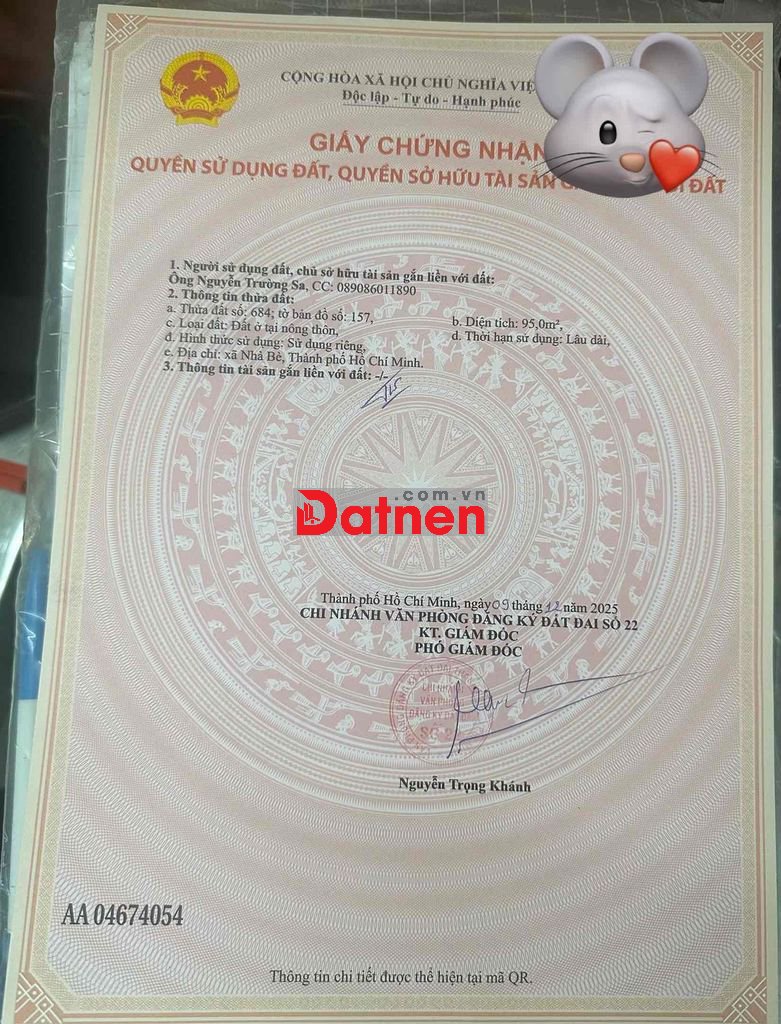 CỘNG HÒA XÃ HỘI CHỦ NGHĨA VIỆ
Độc lập - Tự do - Hạnh phúc
GIẤY CHỨNG NHẬN
QUYỀN SỬ DỤNG ĐẤT, QUYỀN SỞ HỮU TÀI SẢN ĐẤT
1. Người sử dụng đất, chủ sở hữu tài sản gắn liền với đất:
Ông Nguyễn Trường Sa, CC: 089086011890
2. Thông tin thửa đất:
a. Thửa đất số: 684; tờ bản đồ số: 157, b. Diện tích: 95,0m²,
c. Loại đất: Đất ở tại nông thôn, d. Thời hạn sử dụng: Lâu dài,
đ. Hình thức sử dụng: Sử dụng riêng,
e. Địa chỉ: xã Nhà Bè, Thành phố Hồ Chí Minh.
3. Thông tin tài sản gắn liền với đất: -/-
.com.vn
Datnen
Thành phố Hồ Chí Minh, ngày 09 tháng 12 năm 2025
CHI NHÁNH VĂN PHÒNG ĐĂNG KÝ ĐẤT ĐAI SỐ 22
KT. GIÁM ĐỐC
PHÓ GIÁM ĐỐC
CHI NHÁNH
VĂN PHÒNG
ĐĂNG KÝ ĐẤT
Nguyễn Trọng Khánh
AA 04674054
Thông tin chi tiết được thể hiện tại mã QR.